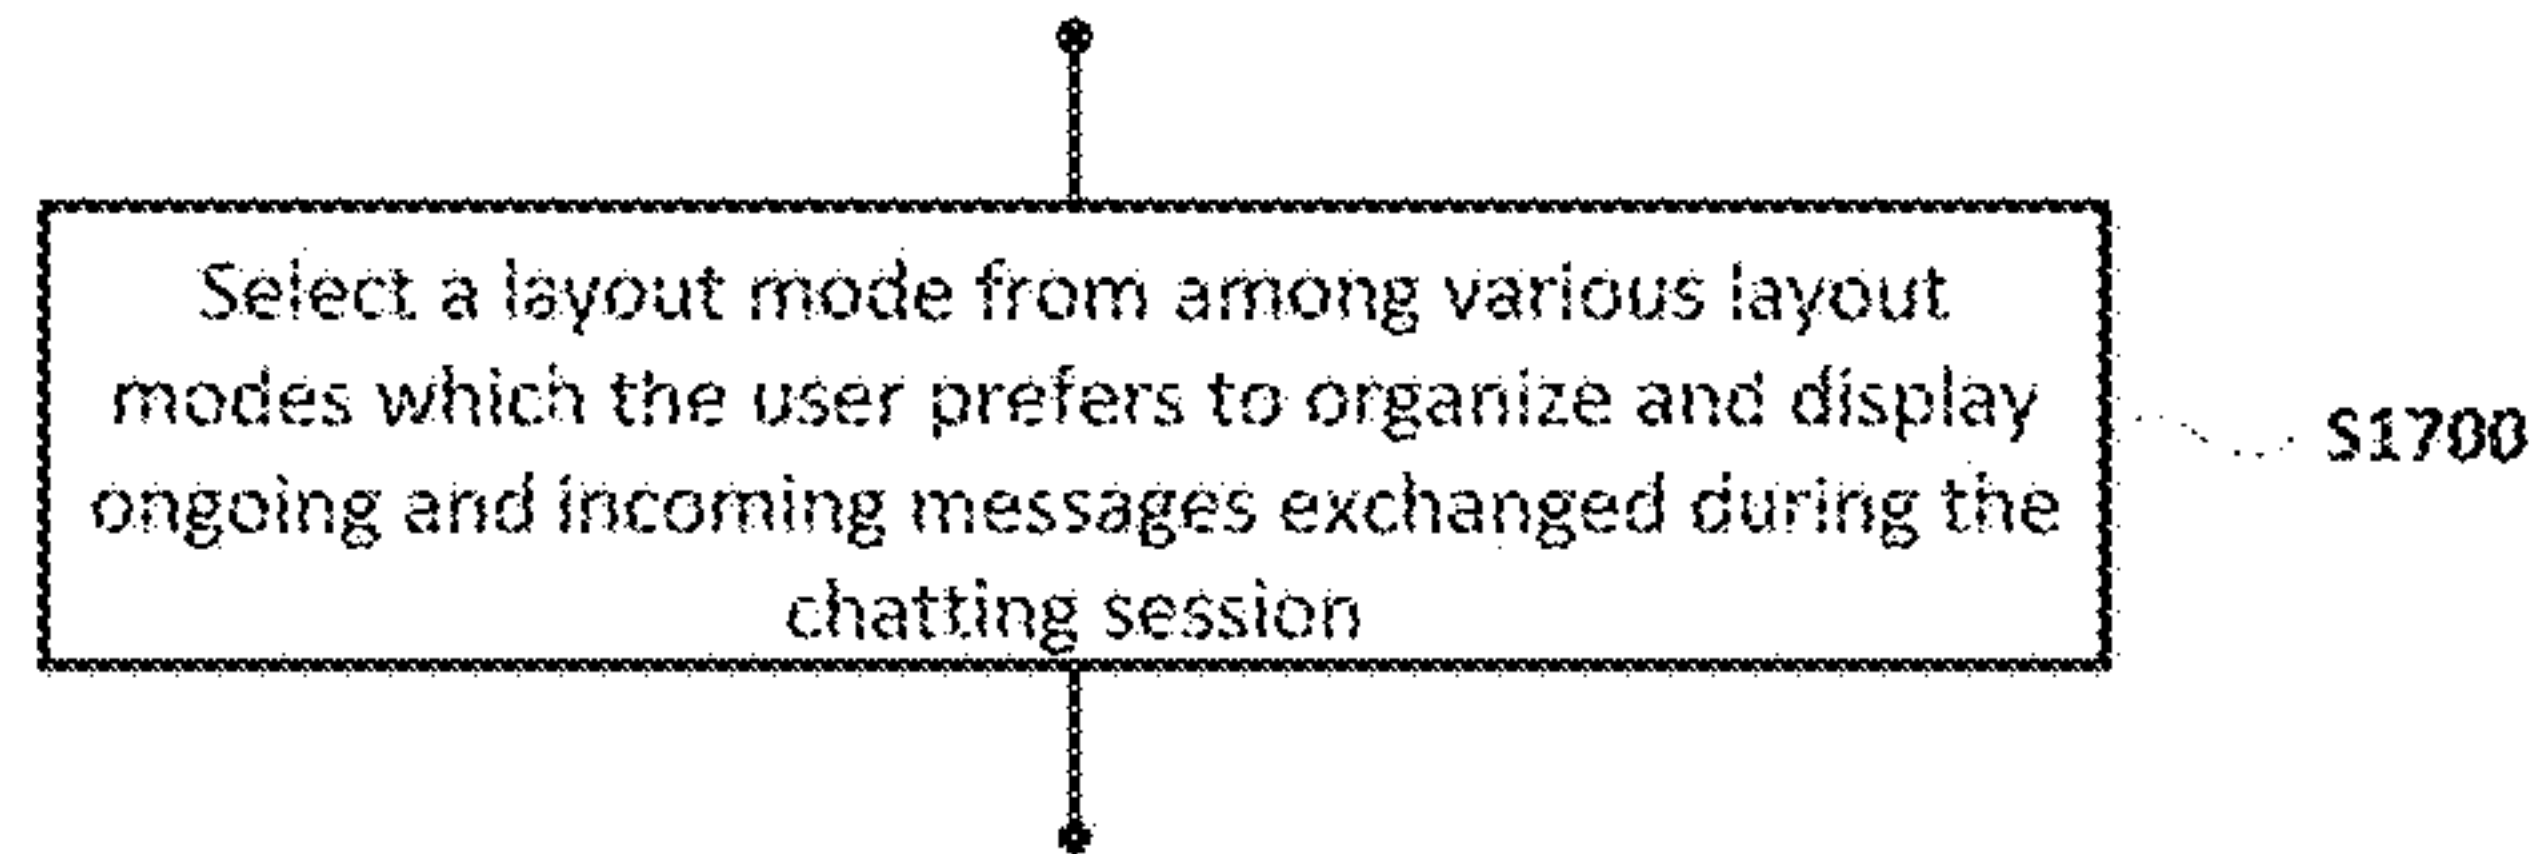 Select a layout mode from among various layout
modes which the user prefers to organize and display
ongoing and incoming messages exchanged during the
chatting session
S1700